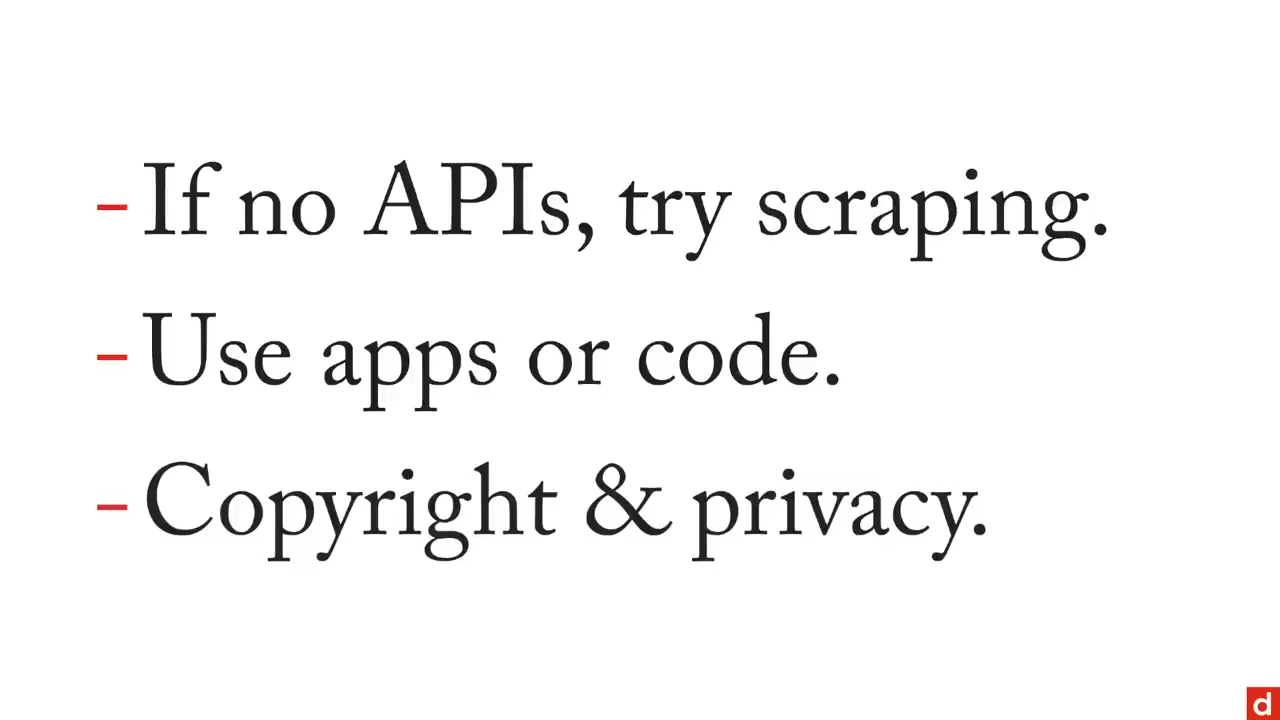 - If no APIs, try scraping.
- Use apps or code.
- Copyright & privacy.
d